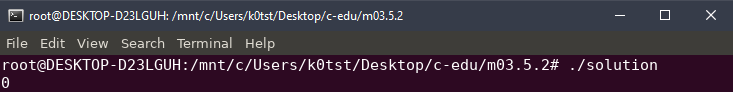 root@DESKTOP-D23LGUH: /mnt/c/Users/k0tst/Desktop/c-edu/m03.5.2
File Edit View Search Terminal Help
root@DESKTOP-D23LGUH:/mnt/c/Users/k0tst/Desktop/c-edu/m03.5.2# ./solution
0